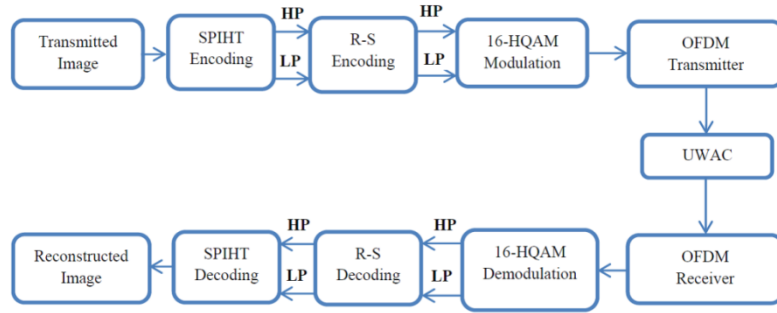 HP
HP
Transmitted
Image
SPIHT
Encoding
R-S
Encoding
16-HQAM
Modulation
OFDM
Transmitter
LP
LP
UWAC
HP
HP
Reconstructed
Image
SPIHT
Decoding
R-S
Decoding
16-HQAM
Demodulation
OFDM
Receiver
LP
LP